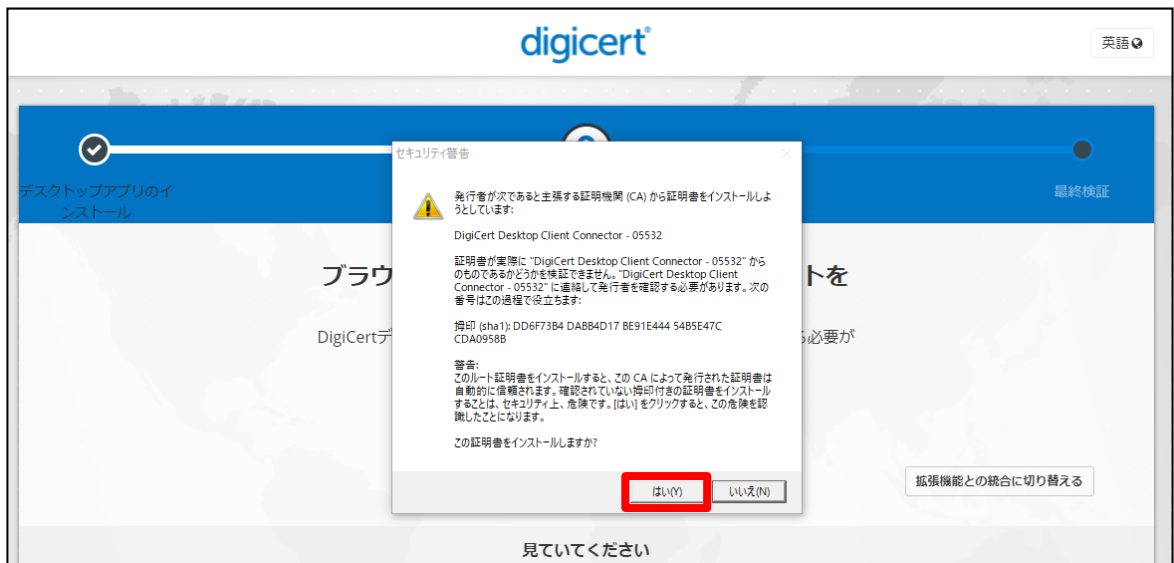 digicert®
英語
セキュリティ警告
デスクトップアプリのイ
ンストール
最終検証
発行者が次であると主張する証明機関 (CA) から証明書をインストールしよ
うとしています:
DigiCert Desktop Client Connector - 05532
証明書が実際に "DigiCert Desktop Client Connector - 05532" から
のものであるかどうかを検証できません。"DigiCert Desktop Client
Connector - 05532" に連絡して発行者を確認する必要があります。次の
番号はこの過程で役立ちます:
拇印 (sha1): DD6F73B4 DABB4D17 BE91E444 54B5E47C
CDA0958B
警告:
このルート証明書をインストールすると、この CA によって発行された証明書は
自動的に信頼されます。確認されていない拇印付きの証明書をインストール
することは、セキュリティ上、危険です。[はい] をクリックすると、この危険を認
識したことになります。
この証明書をインストールしますか?
はい(Y)
いいえ(N)
ブラウ
トを
DigiCertデ
る必要が
拡張機能との統合に切り替える
見ていてください